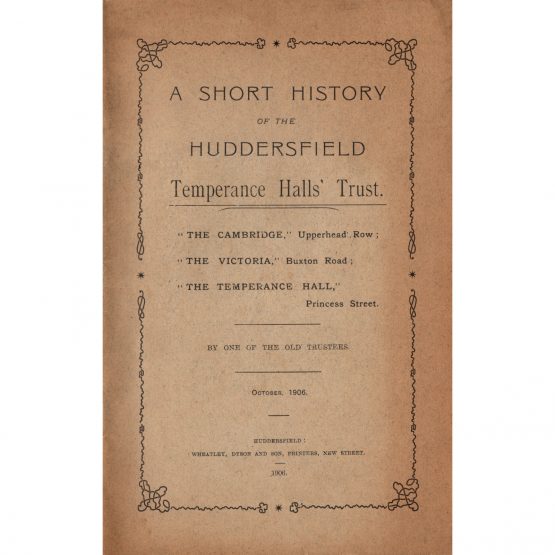 A SHORT HISTORY
OF THE
HUDDERSFIELD
Temperance Halls' Trust.
"THE CAMBRIDGE," Upperhead Row;
"THE VICTORIA," Buxton Road;
"THE TEMPERANCE HALL,"
Princess Street.
BY ONE OF THE OLD TRUSTEES.
OCTOBER, 1906.
HUDDERSFIELD:
WHEATLEY, DYSON AND SON, PRINTERS, NEW STREET.
1906.